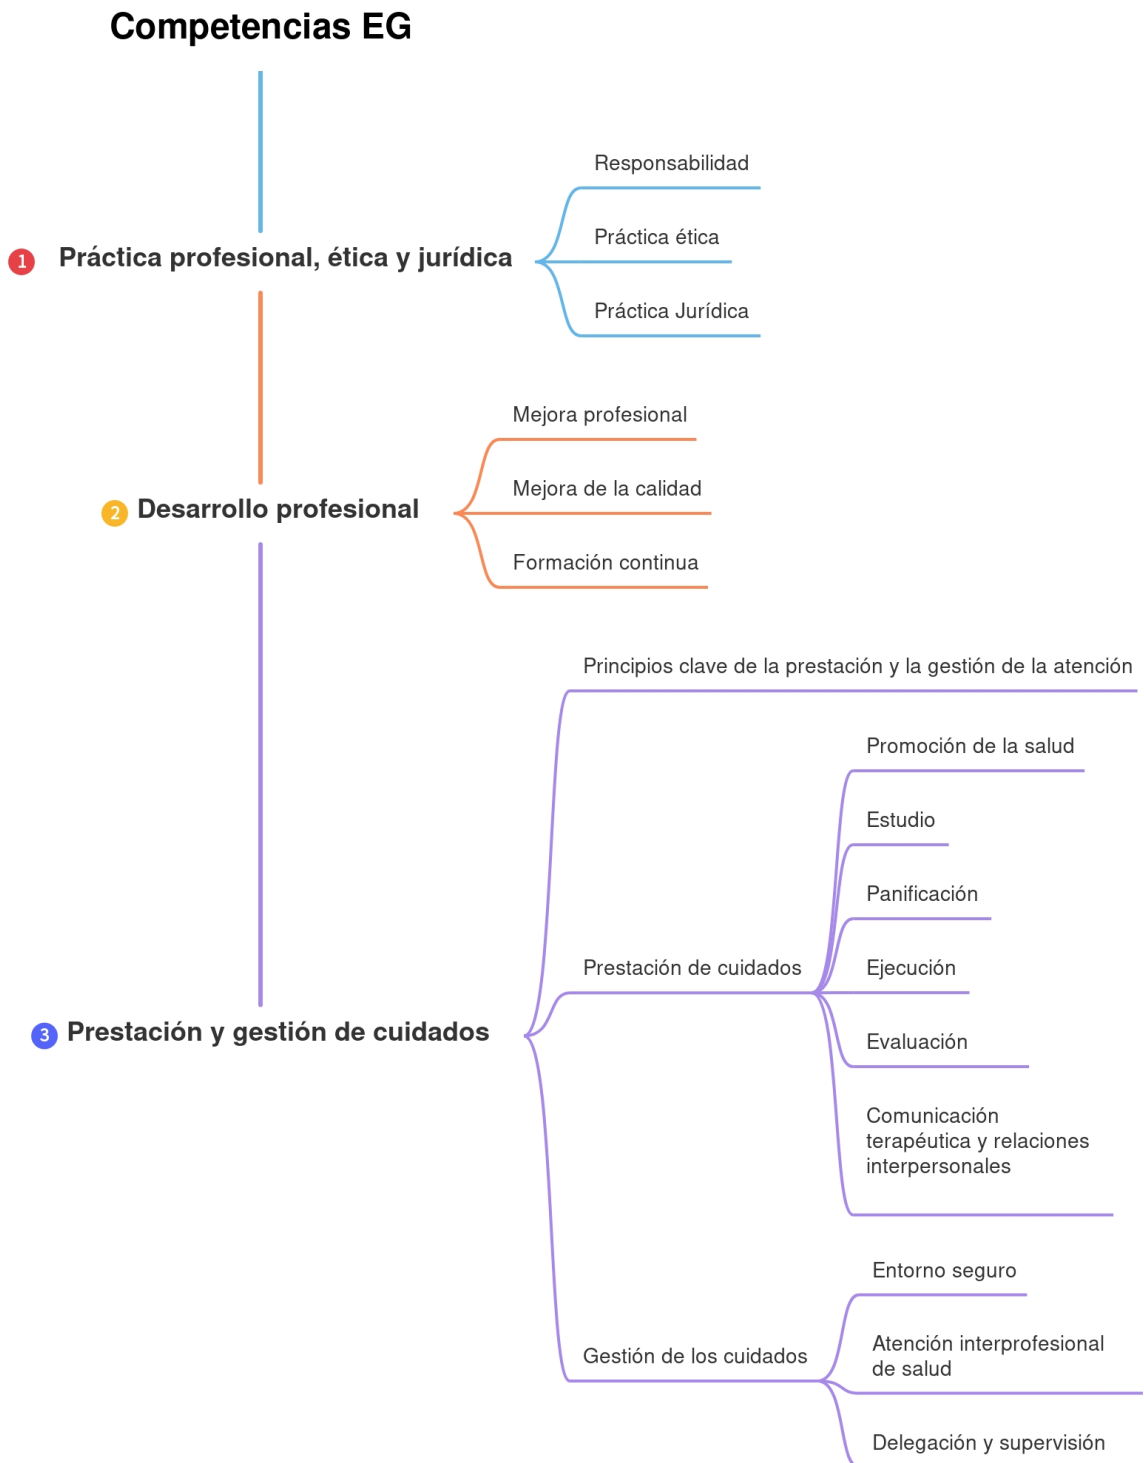 Competencias EG
Responsabilidad
Práctica ética
1 Práctica profesional, ética y jurídica
Práctica Jurídica
Mejora profesional
Mejora de la calidad
2 Desarrollo profesional
Formación continua
Principios clave de la prestación y la gestión de la atención
Promoción de la salud
Estudio
Panificación
Prestación de cuidados
Ejecución
Evaluación
3 Prestación y gestión de cuidados
Comunicación
terapéutica y relaciones
interpersonales
Entorno seguro
Gestión de los cuidados
Atención interprofesional
de salud
Delegación y supervisión